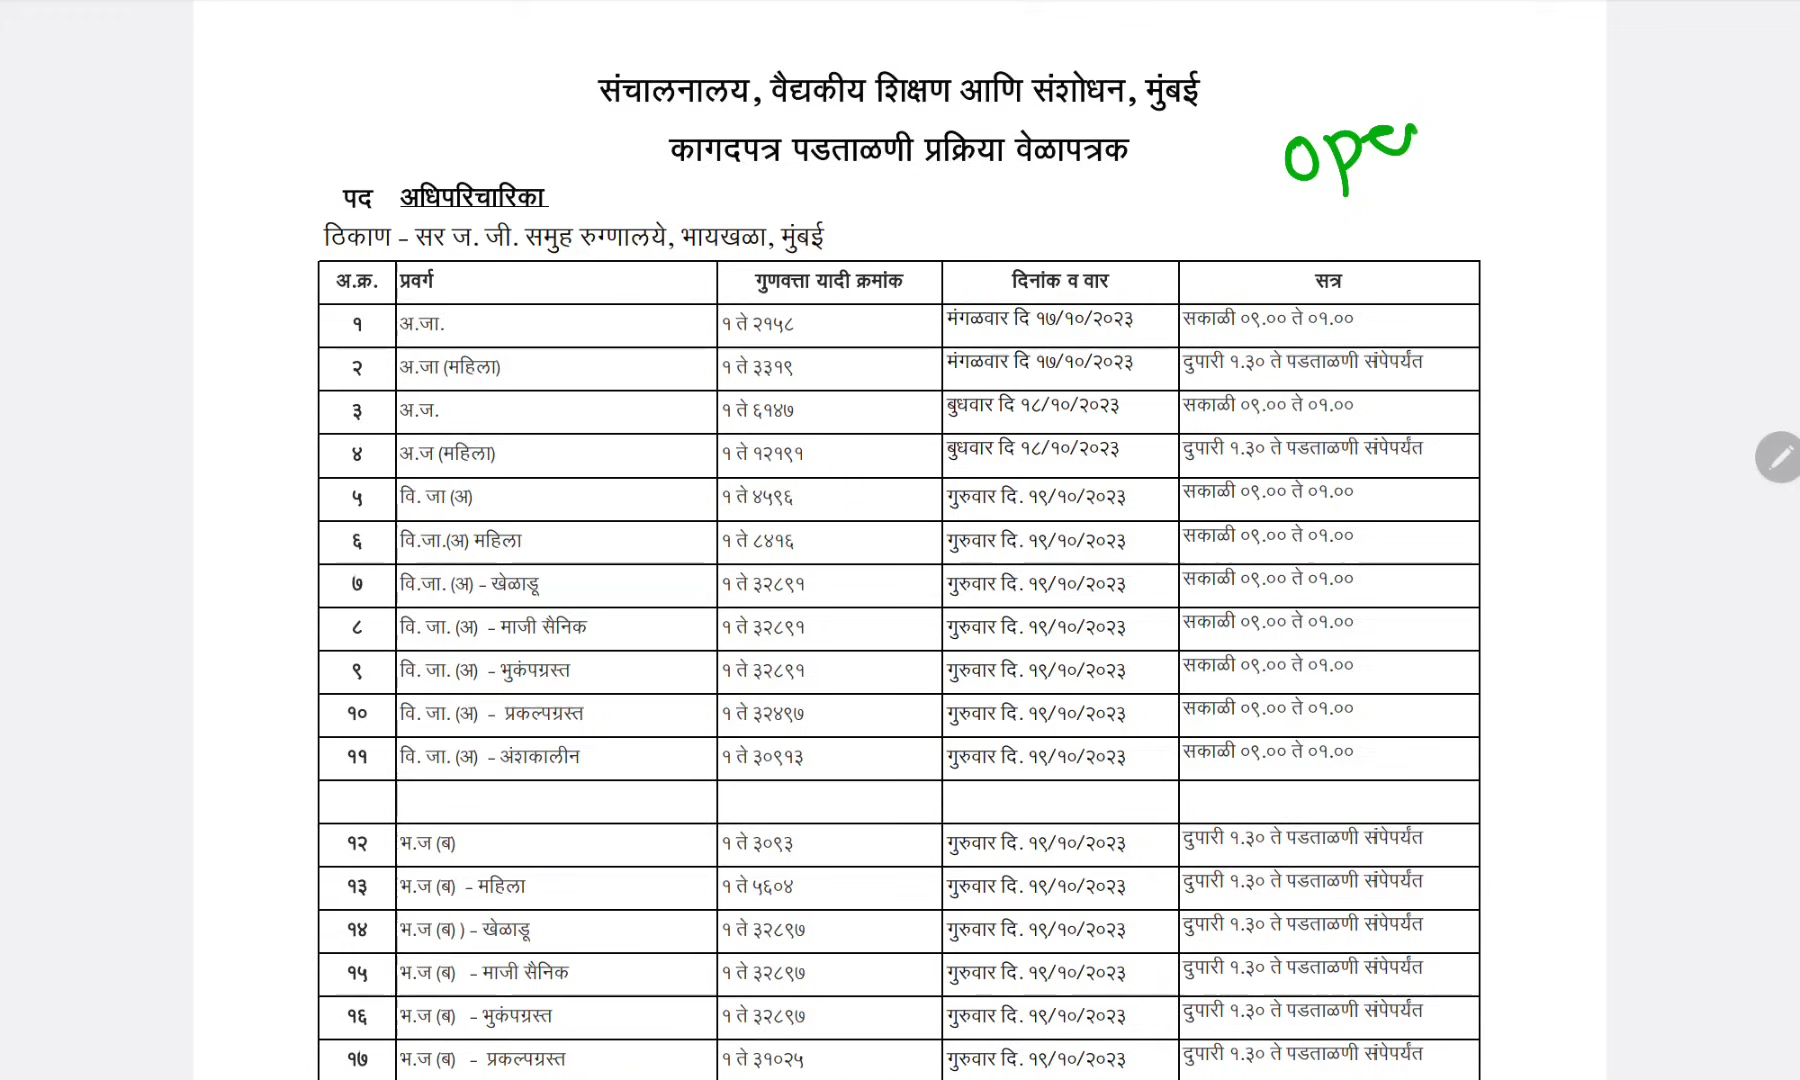 संचालनालय, वैद्यकीय शिक्षण आणि संशोधन, मुंबई
कागदपत्र पडताळणी प्रक्रिया वेळापत्रक
ope
पद अधिपरिचारिका
ठिकाण - सर ज. जी. समुह रुग्णालये, भायखळा, मुंबई
अ.क्र. प्रवर्ग गुणवत्ता यादी क्रमांक दिनांक व वार सत्र
१ अ.जा. १ ते २१५८ मंगळवार दि १७/१०/२०२३ सकाळी ०९.०० ते ०१.००
२ अ.जा (महिला) १ ते ३३१९ मंगळवार दि १७/१०/२०२३ दुपारी १.३० ते पडताळणी संपेपर्यंत
३ अ.ज. १ ते ६१४७ बुधवार दि १८/१०/२०२३ सकाळी ०९.०० ते ०१.००
४ अ.ज (महिला) १ ते १२१९१ बुधवार दि १८/१०/२०२३ दुपारी १.३० ते पडताळणी संपेपर्यंत
५ वि. जा (अ) १ ते ४५९६ गुरुवार दि. १९/१०/२०२३ सकाळी ०९.०० ते ०१.००
६ वि.जा.(अ) महिला १ ते ८४१६ गुरुवार दि. १९/१०/२०२३ सकाळी ०९.०० ते ०१.००
७ वि.जा. (अ) - खेळाडू १ ते ३२८९१ गुरुवार दि. १९/१०/२०२३ सकाळी ०९.०० ते ०१.००
८ वि. जा. (अ) - माजी सैनिक १ ते ३२८९१ गुरुवार दि. १९/१०/२०२३ सकाळी ०९.०० ते ०१.००
९ वि. जा. (अ) - भुकंपग्रस्त १ ते ३२८९१ गुरुवार दि. १९/१०/२०२३ सकाळी ०९.०० ते ०१.००
१० वि. जा. (अ) - प्रकल्पग्रस्त १ ते ३२४९७ गुरुवार दि. १९/१०/२०२३ सकाळी ०९.०० ते ०१.००
११ वि. जा. (अ) - अंशकालीन १ ते ३०९१३ गुरुवार दि. १९/१०/२०२३ सकाळी ०९.०० ते ०१.००
१२ भ.ज (ब) १ ते ३०९३ गुरुवार दि. १९/१०/२०२३ दुपारी १.३० ते पडताळणी संपेपर्यंत
१३ भ.ज (ब) - महिला १ ते ५६०४ गुरुवार दि. १९/१०/२०२३ दुपारी १.३० ते पडताळणी संपेपर्यंत
१४ भ.ज (ब) ) - खेळाडू १ ते ३२८९७ गुरुवार दि. १९/१०/२०२३ दुपारी १.३० ते पडताळणी संपेपर्यंत
१५ भ.ज (ब) - माजी सैनिक १ ते ३२८९७ गुरुवार दि. १९/१०/२०२३ दुपारी १.३० ते पडताळणी संपेपर्यंत
१६ भ.ज (ब) - भुकंपग्रस्त १ ते ३२८९७ गुरुवार दि. १९/१०/२०२३ दुपारी १.३० ते पडताळणी संपेपर्यंत
१७ भ.ज (ब) - प्रकल्पग्रस्त १ ते ३१०२५ गुरुवार दि. १९/१०/२०२३ दुपारी १.३० ते पडताळणी संपेपर्यंत